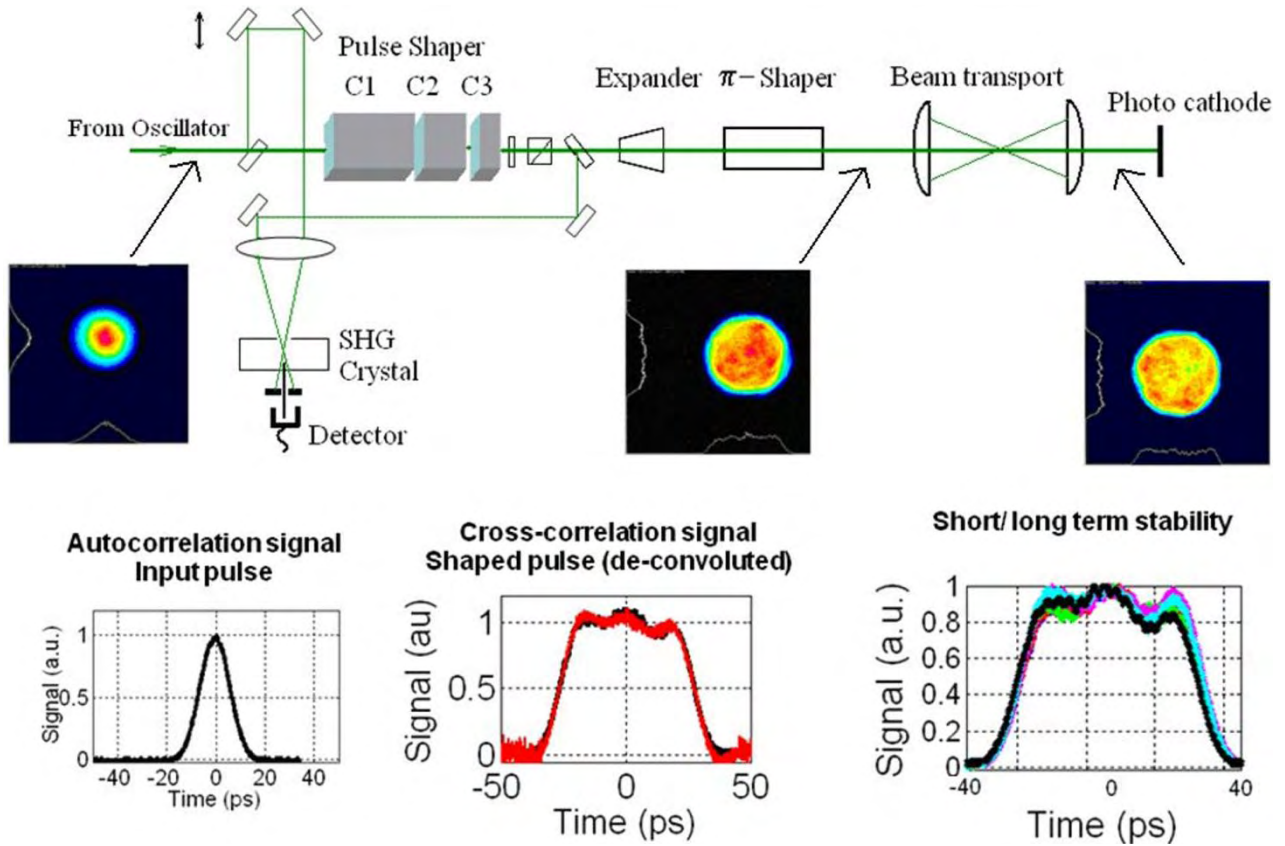 Pulse Shaper
C1 C2 C3
Expander π-Shaper
Beam transport
Photo cathode
From Oscillator
SHG
Crystal
Detector
Autocorrelation signal
Input pulse
Signal (a.u.)
1
0.5
0
-40 -20 0 20 40
Time (ps)
Cross-correlation signal
Shaped pulse (de-convoluted)
Signal (au)
1
0.5
0
-50 0 50
Time (ps)
Short/ long term stability
Signal (a.u.)
1
0.8
0.6
0.4
0.2
0
-40 0 40
Time (ps)